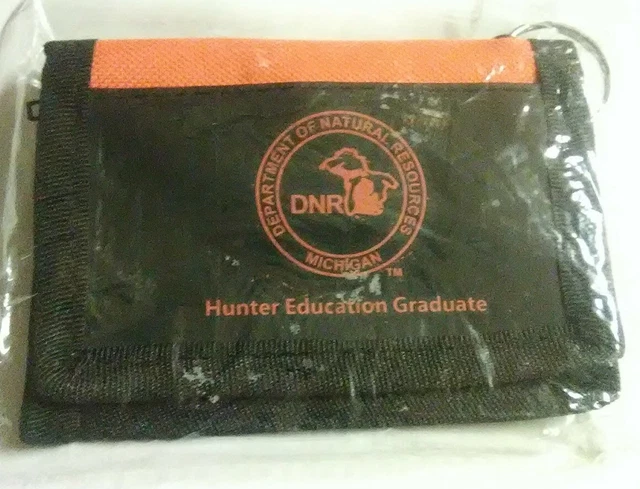 DEPARTMENT OF NATURAL RESOURCES
DNR
MICHIGAN
TM
Hunter Education Graduate